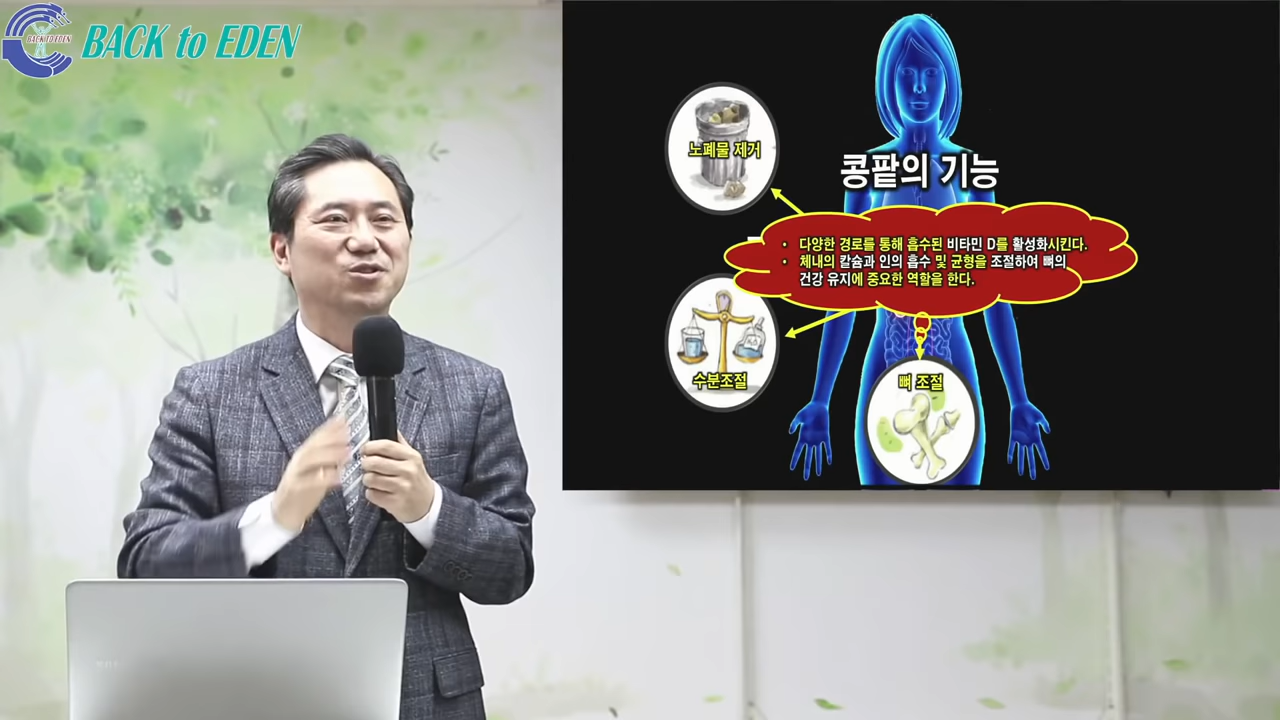 BACK to EDEN
BACK TO EDEN
노폐물 제거
콩팥의 기능
• 다양한 경로를 통해 흡수된 비타민 D를 활성화시킨다.
• 체내의 칼슘과 인의 흡수 및 균형을 조절하여 뼈의
건강 유지에 중요한 역할을 한다.
수분조절
뼈 조절